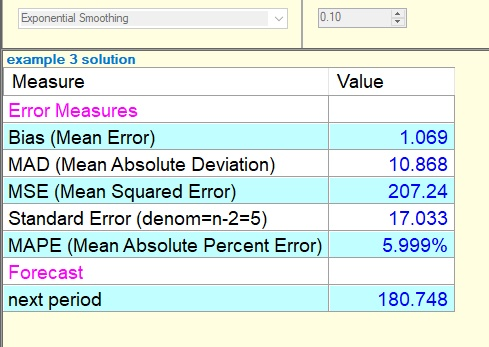 Exponential Smoothing 0.10
example 3 solution
Measure Value
Error Measures
Bias (Mean Error) 1.069
MAD (Mean Absolute Deviation) 10.868
MSE (Mean Squared Error) 207.24
Standard Error (denom=n-2=5) 17.033
MAPE (Mean Absolute Percent Error) 5.999%
Forecast
next period 180.748